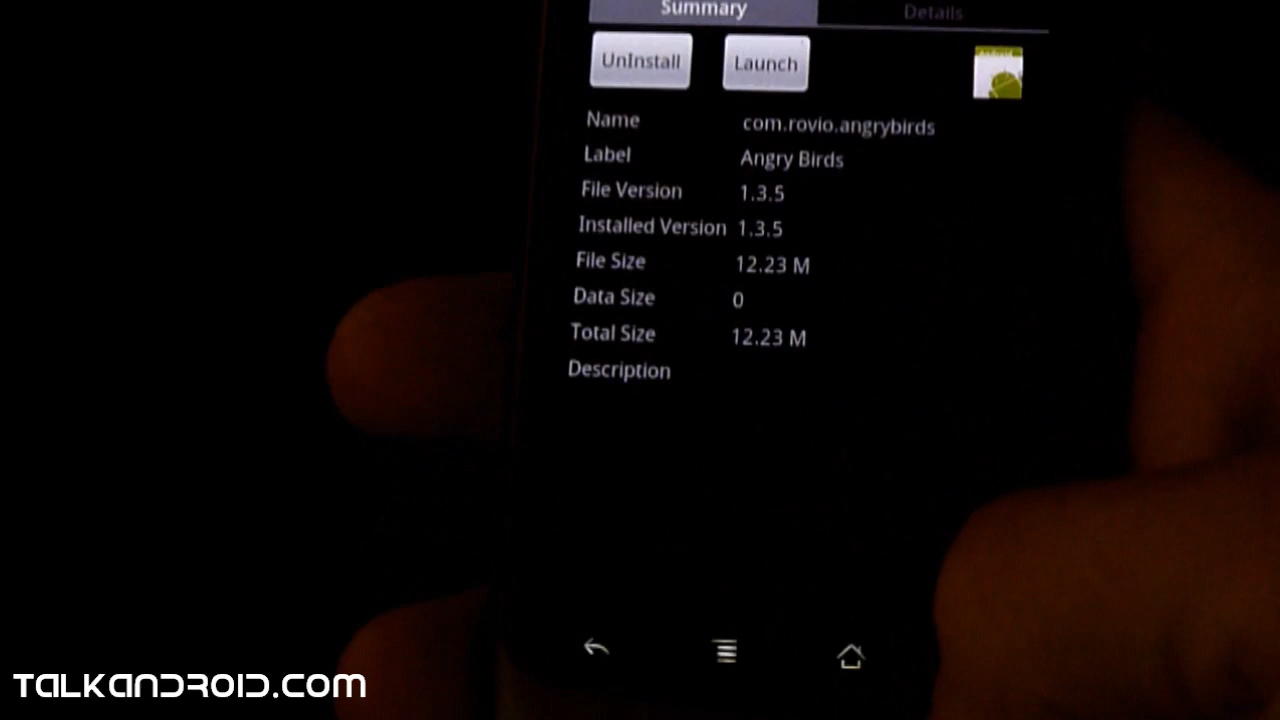 Summary Details
UnInstall Launch
Name com.rovio.angrybirds
Label Angry Birds
File Version 1.3.5
Installed Version 1.3.5
File Size 12.23 M
Data Size 0
Total Size 12.23 M
Description
TALKANDROID.COM